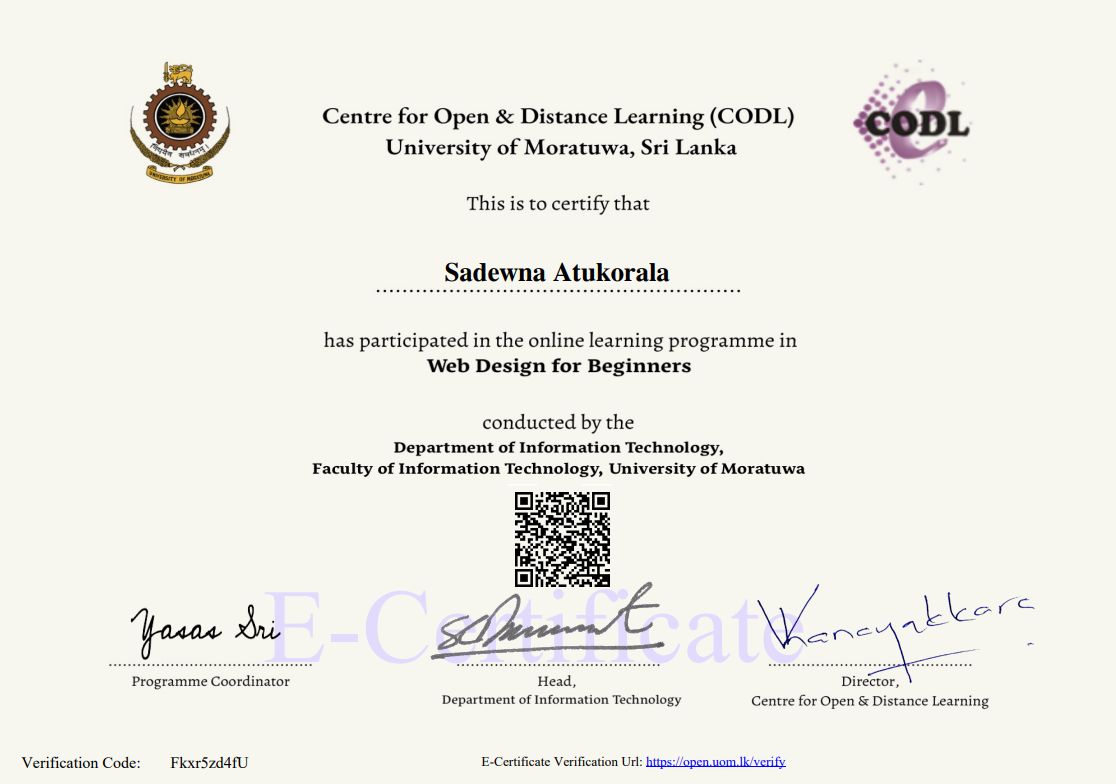 Centre for Open & Distance Learning (CODL)
University of Moratuwa, Sri Lanka
CODL
UNIVERSITY OF MORATUWA
This is to certify that
Sadewna Atukorala
has participated in the online learning programme in
Web Design for Beginners
conducted by the
Department of Information Technology,
Faculty of Information Technology, University of Moratuwa
E-Certificate
Yasas Sri
Programme Coordinator
Head,
Department of Information Technology
Director,
Centre for Open & Distance Learning
Verification Code: Fkxr5zd4fU
E-Certificate Verification Url: https://open.uom.lk/verify